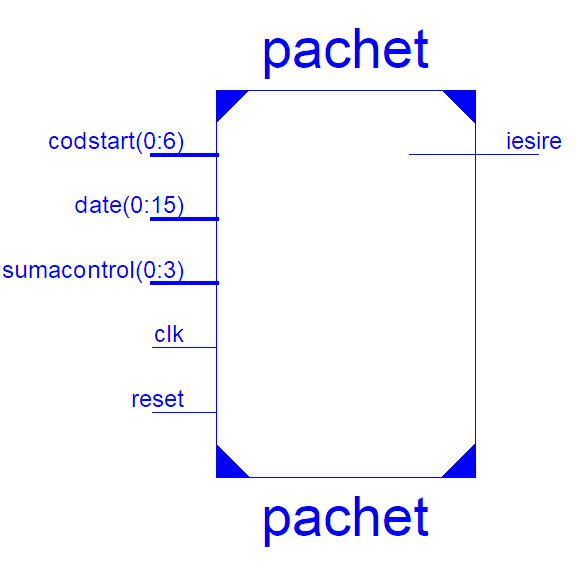 pachet
codstart(0:6)
iesire
date(0:15)
sumacontrol(0:3)
clk
reset
pachet